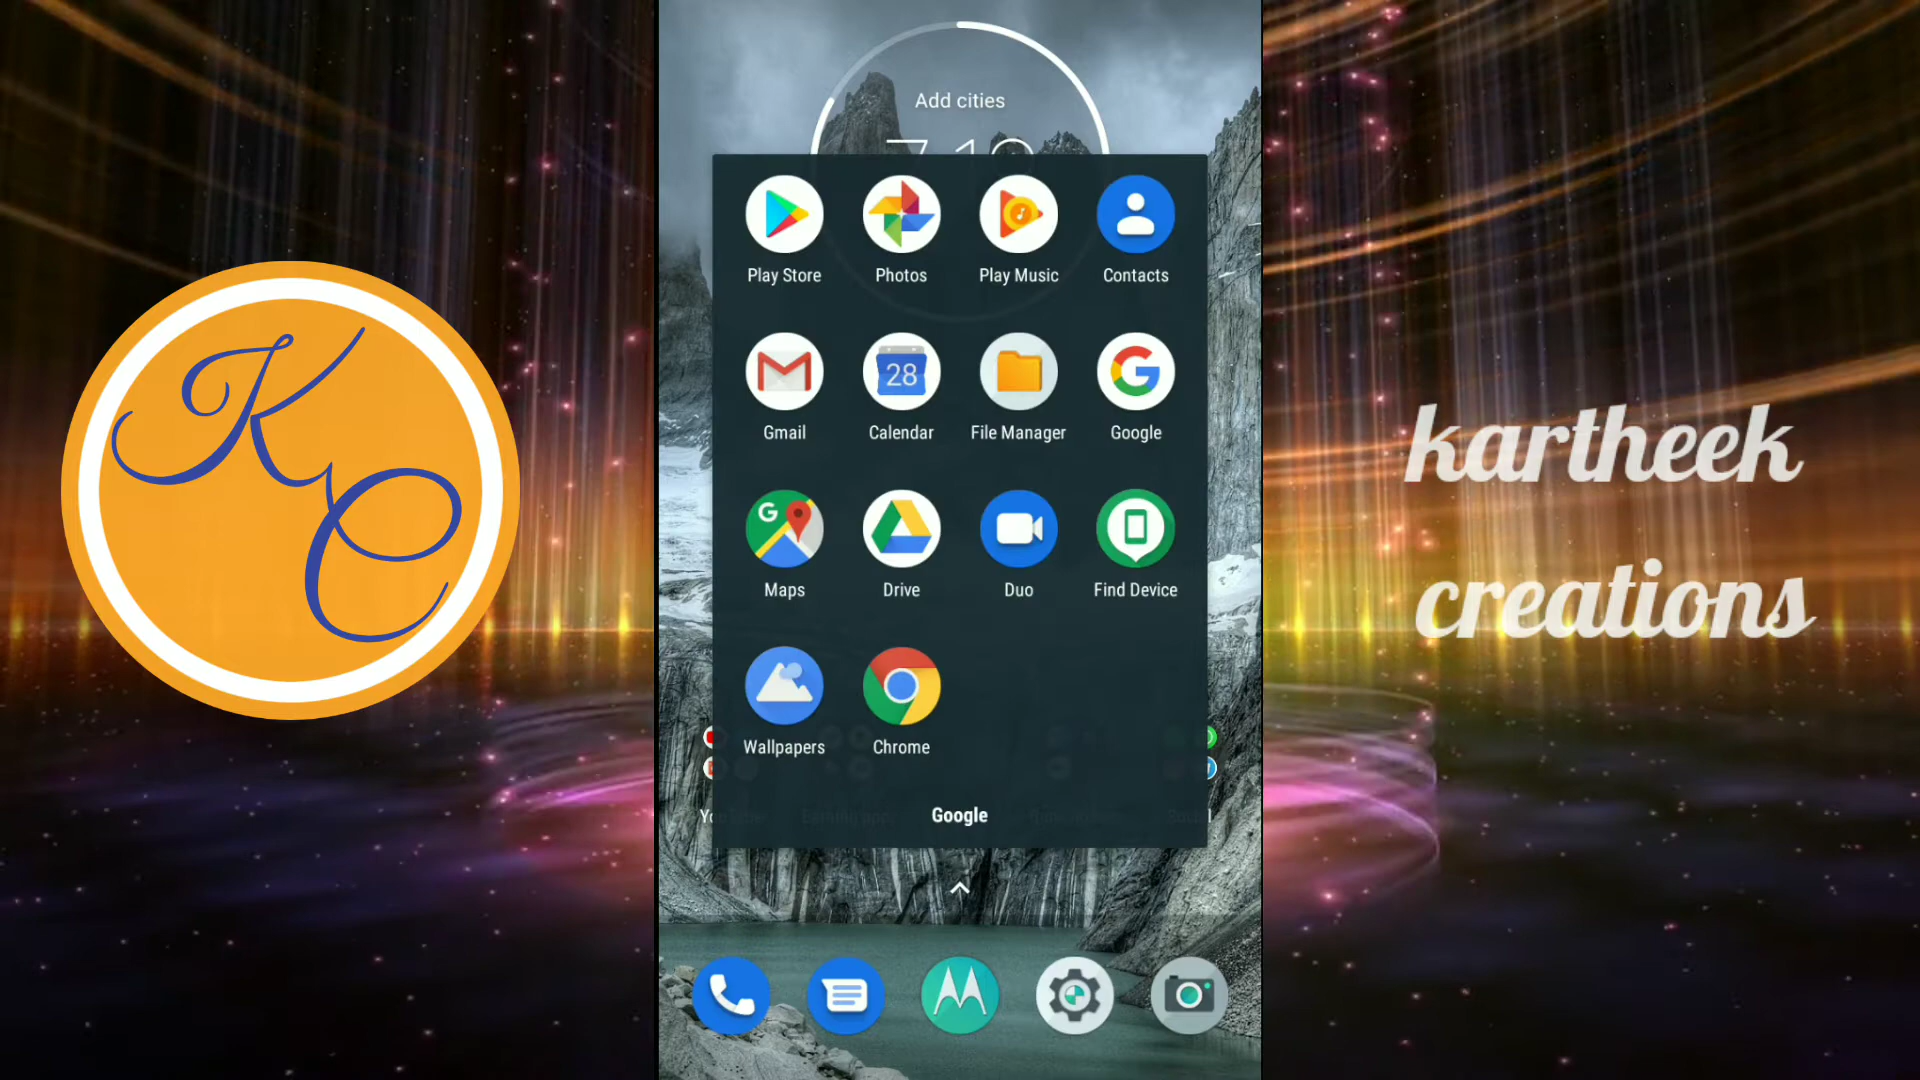 K C
Add cities
Play Store Photos Play Music Contacts
28
Gmail Calendar File Manager Google
G
Maps Drive Duo Find Device
Wallpapers Chrome
Google
kartheek
creations